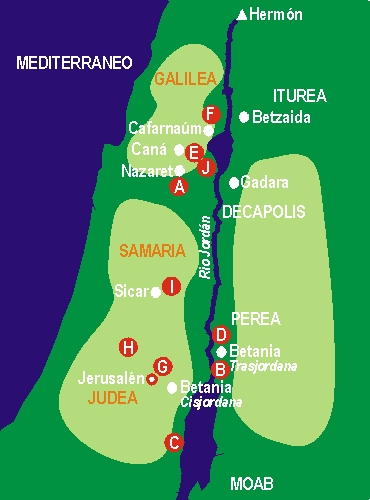 Hermón
MEDITERRANEO
GALILEA
ITUREA
F
Betzaida
Cafarnaúm
Caná
E
J
Nazaret
A
Gadara
DECAPOLIS
Rio Jordán
SAMARIA
I
Sicar
PEREA
D
H
Betania
Trasjordana
G
B
Jerusalén
Betania
Cisjordana
JUDEA
C
MOAB